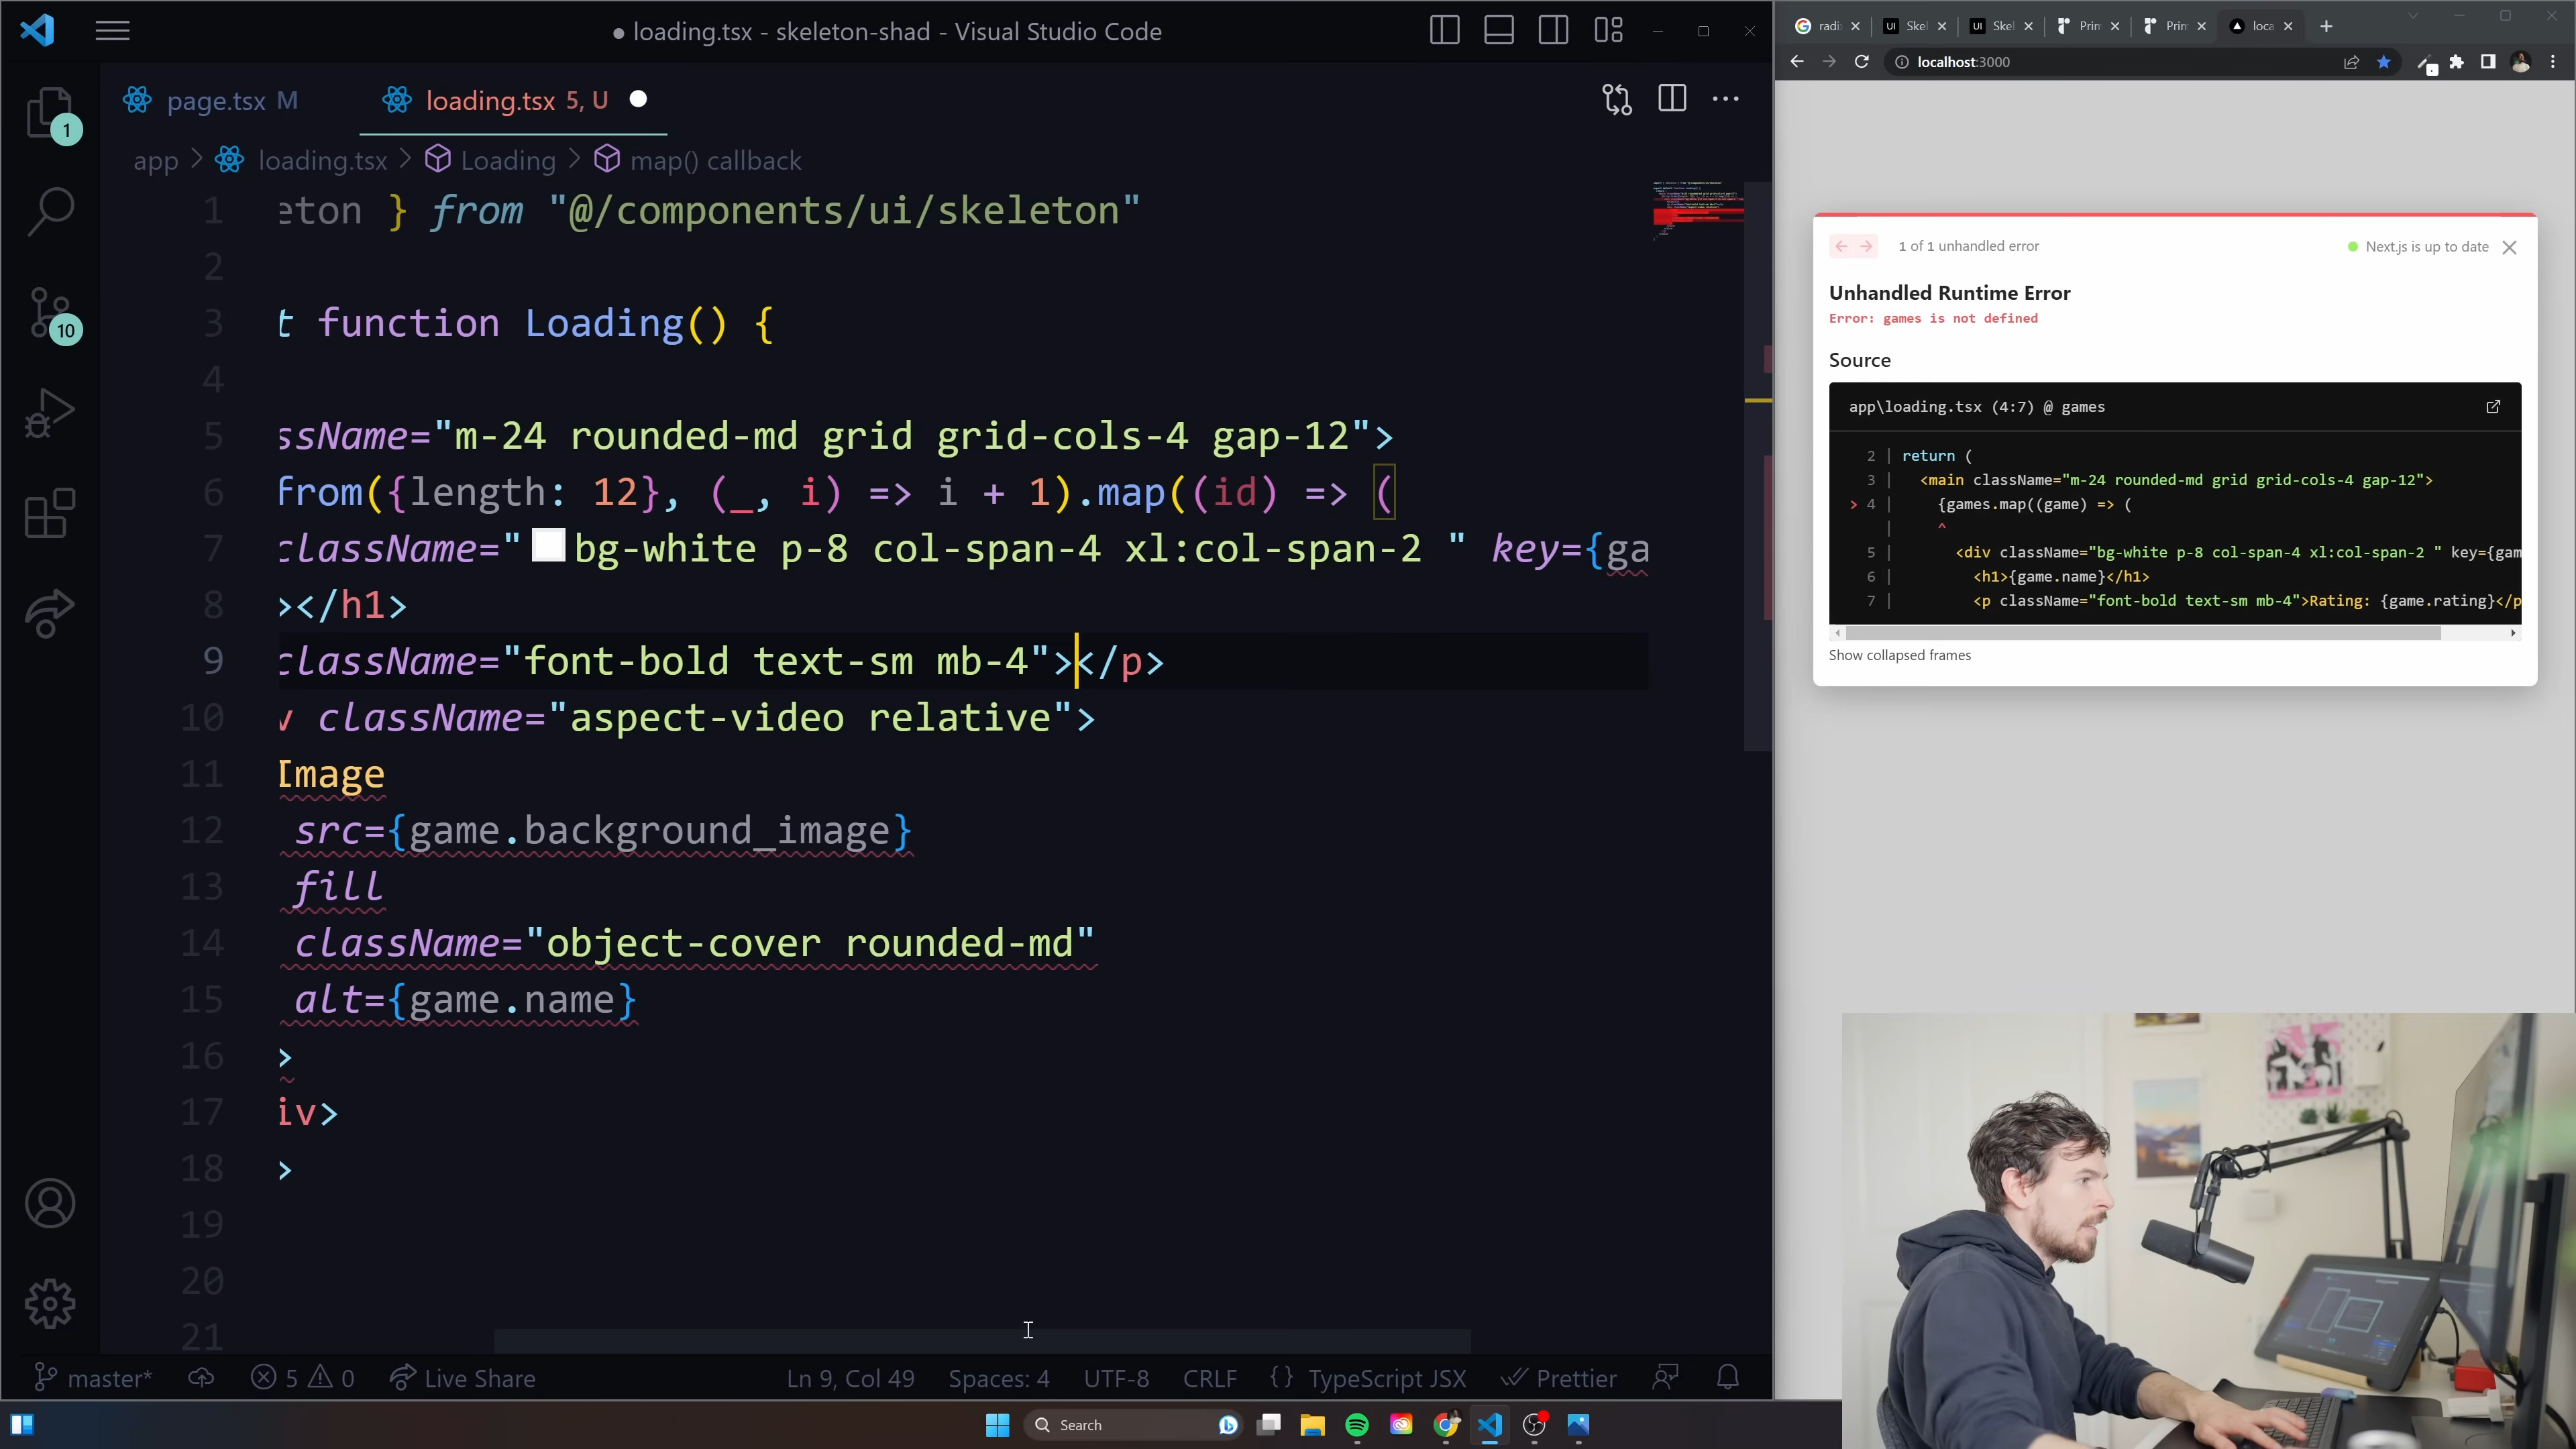 ● loading.tsx - skeleton-shad - Visual Studio Code
page.tsx M
loading.tsx 5, U
app > loading.tsx > Loading > map() callback
1 eton } from "@/components/ui/skeleton"
2
3 t function Loading() {
4
5 ssName="m-24 rounded-md grid grid-cols-4 gap-12">
6 from({length: 12}, (_, i) => i + 1).map((id) => (
7 className="bg-white p-8 col-span-4 xl:col-span-2 " key={ga
8 ></h1>
9 className="font-bold text-sm mb-4"></p>
10 v className="aspect-video relative">
11 Image
12 src={game.background_image}
13 fill
14 className="object-cover rounded-md"
15 alt={game.name}
16 >
17 iv>
18 >
19
20
21
1
10
master* 5 0 Live Share Ln 9, Col 49 Spaces: 4 UTF-8 CRLF {} TypeScript JSX Prettier
Search
radi
UI Skel
UI Skel
Prim
Prim
loca
localhost:3000
1 of 1 unhandled error
Next.js is up to date
Unhandled Runtime Error
Error: games is not defined
Source
app\loading.tsx (4:7) @ games
2 | return (
3 | <main className="m-24 rounded-md grid grid-cols-4 gap-12">
> 4 | {games.map((game) => (
| ^
5 | <div className="bg-white p-8 col-span-4 xl:col-span-2 " key={gam
6 | <h1>{game.name}</h1>
7 | <p className="font-bold text-sm mb-4">Rating: {game.rating}</p
Show collapsed frames